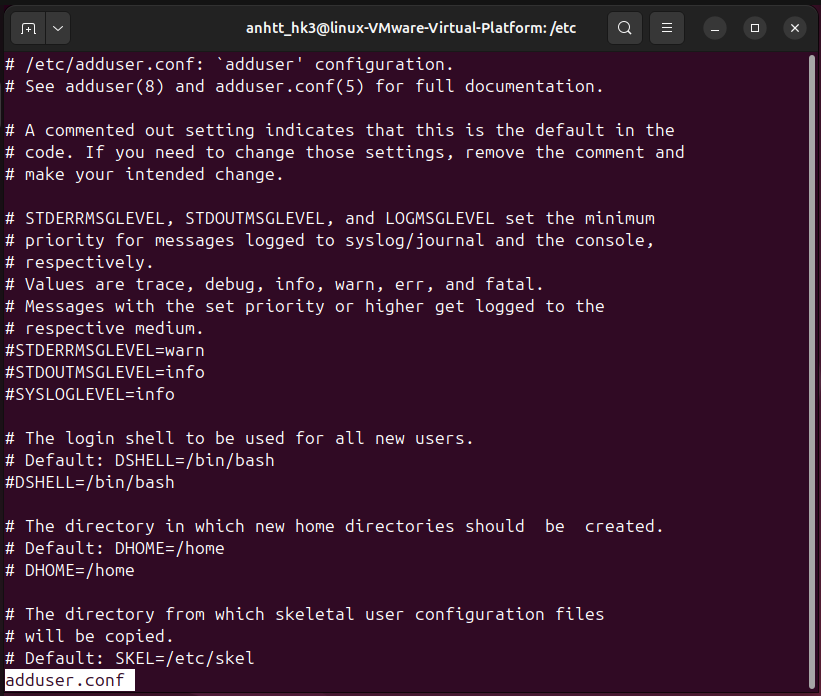 anhtt_hk3@linux-VMware-Virtual-Platform: /etc
# /etc/adduser.conf: `adduser' configuration.
# See adduser(8) and adduser.conf(5) for full documentation.
# A commented out setting indicates that this is the default in the
# code. If you need to change those settings, remove the comment and
# make your intended change.
# STDERRMSGLEVEL, STDOUTMSGLEVEL, and LOGMSGLEVEL set the minimum
# priority for messages logged to syslog/journal and the console,
# respectively.
# Values are trace, debug, info, warn, err, and fatal.
# Messages with the set priority or higher get logged to the
# respective medium.
#STDERRMSGLEVEL=warn
#STDOUTMSGLEVEL=info
#SYSLOGLEVEL=info
# The login shell to be used for all new users.
# Default: DSHELL=/bin/bash
#DSHELL=/bin/bash
# The directory in which new home directories should  be  created.
# Default: DHOME=/home
# DHOME=/home
# The directory from which skeletal user configuration files
# will be copied.
# Default: SKEL=/etc/skel
adduser.conf